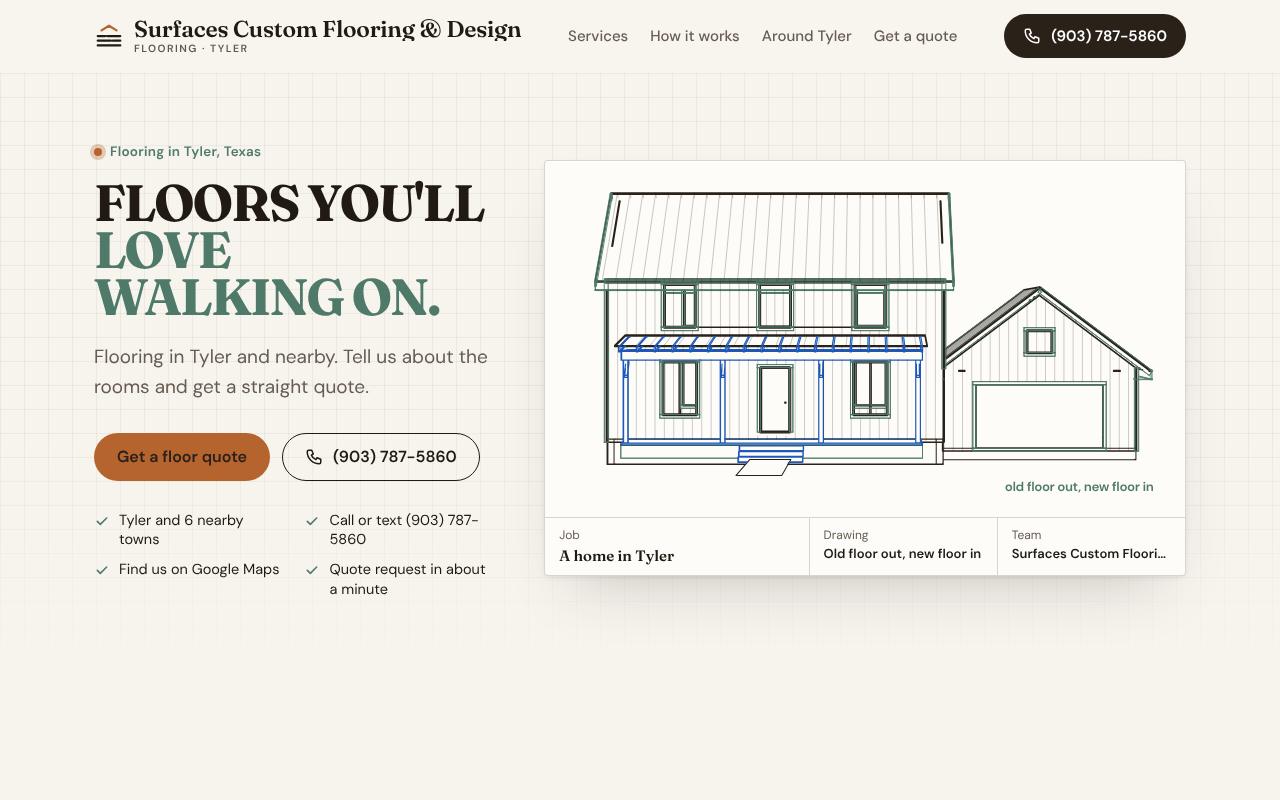 Surfaces Custom Flooring & Design
FLOORING · TYLER
Services
How it works
Around Tyler
Get a quote
(903) 787-5860
Flooring in Tyler, Texas
FLOORS YOU'LL
LOVE
WALKING ON.
Flooring in Tyler and nearby. Tell us about the
rooms and get a straight quote.
Get a floor quote
(903) 787-5860
Tyler and 6 nearby
towns
Call or text (903) 787-
5860
Find us on Google Maps
Quote request in about
a minute
old floor out, new floor in
Job
A home in Tyler
Drawing
Old floor out, new floor in
Team
Surfaces Custom Floori...